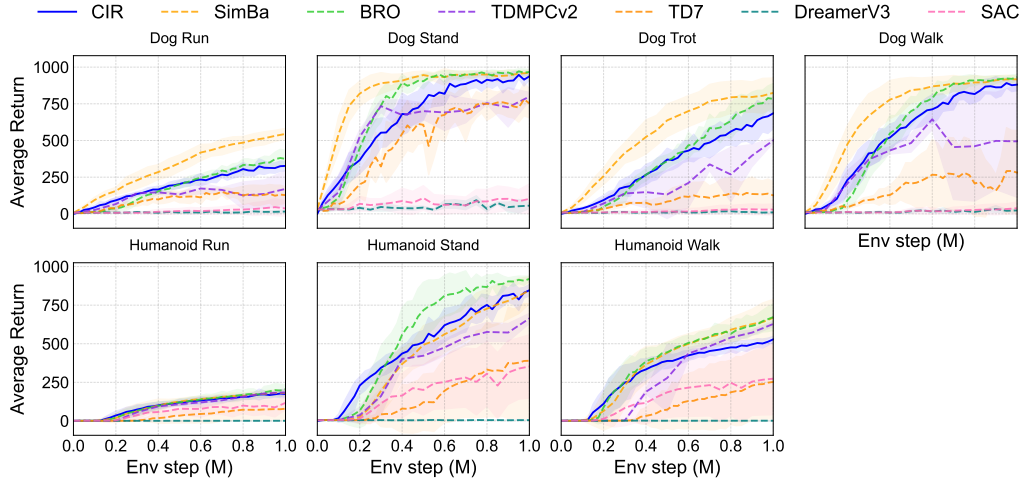 CIR SimBa BRO TDMPCv2 TD7 DreamerV3 SAC
Dog Run Dog Stand Dog Trot Dog Walk
Average Return
1000
750
500
250
0
Env step (M)
Humanoid Run Humanoid Stand Humanoid Walk
Average Return
1000
750
500
250
0
0.0 0.2 0.4 0.6 0.8 1.0 0.0 0.2 0.4 0.6 0.8 1.0 0.0 0.2 0.4 0.6 0.8 1.0
Env step (M) Env step (M) Env step (M)